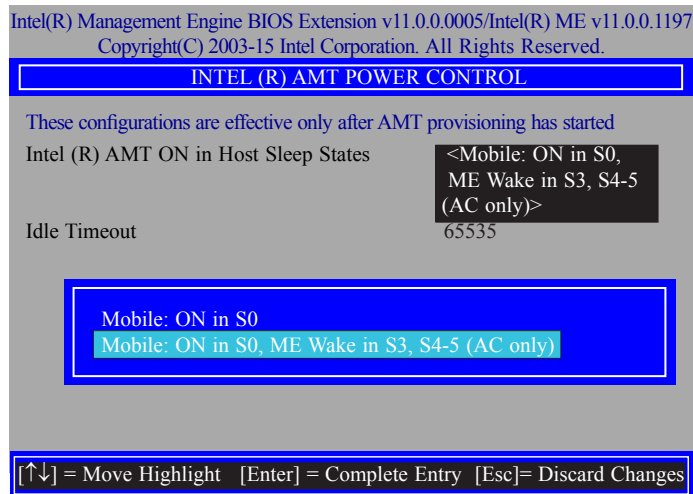 Intel(R) Management Engine BIOS Extension v11.0.0.0005/Intel(R) ME v11.0.0.1197
Copyright(C) 2003-15 Intel Corporation. All Rights Reserved.
INTEL (R) AMT POWER CONTROL
These configurations are effective only after AMT provisioning has started
Intel (R) AMT ON in Host Sleep States
<Mobile: ON in S0,
ME Wake in S3, S4-5
(AC only)>
Idle Timeout
65535
Mobile: ON in S0
Mobile: ON in S0, ME Wake in S3, S4-5 (AC only)
[↑↓] = Move Highlight [Enter] = Complete Entry [Esc]= Discard Changes